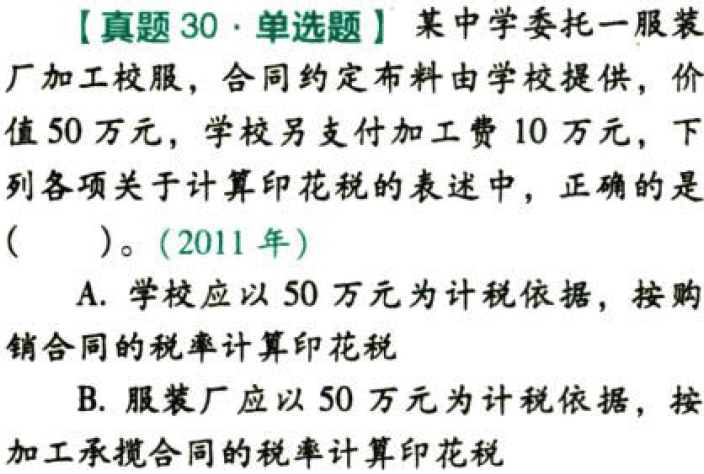 【真题 30 · 单选题】 某中学委托一服装
厂加工校服，合同约定布料由学校提供，价
值 50 万元，学校另支付加工费 10 万元，下
列各项关于计算印花税的表述中，正确的是
(　　)。(2011 年)
A. 学校应以 50 万元为计税依据，按购
销合同的税率计算印花税
B. 服装厂应以 50 万元为计税依据，按
加工承揽合同的税率计算印花税